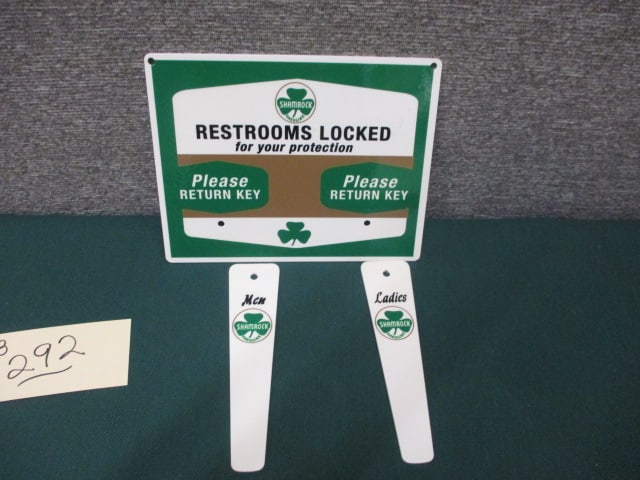 SHAMROCK
RESTROOMS LOCKED
for your protection
Please
RETURN KEY
Please
RETURN KEY
Men
SHAMROCK
Ladies
SHAMROCK
292